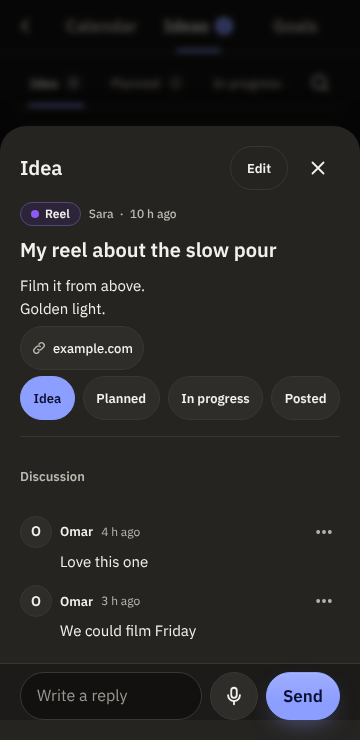 Calendar Ideas Goals
Idea Planned In progress
Idea Edit
Reel Sara · 10 h ago
My reel about the slow pour
Film it from above.
Golden light.
example.com
Idea Planned In progress Posted
Discussion
O Omar 4 h ago
Love this one
O Omar 3 h ago
We could film Friday
Write a reply Send